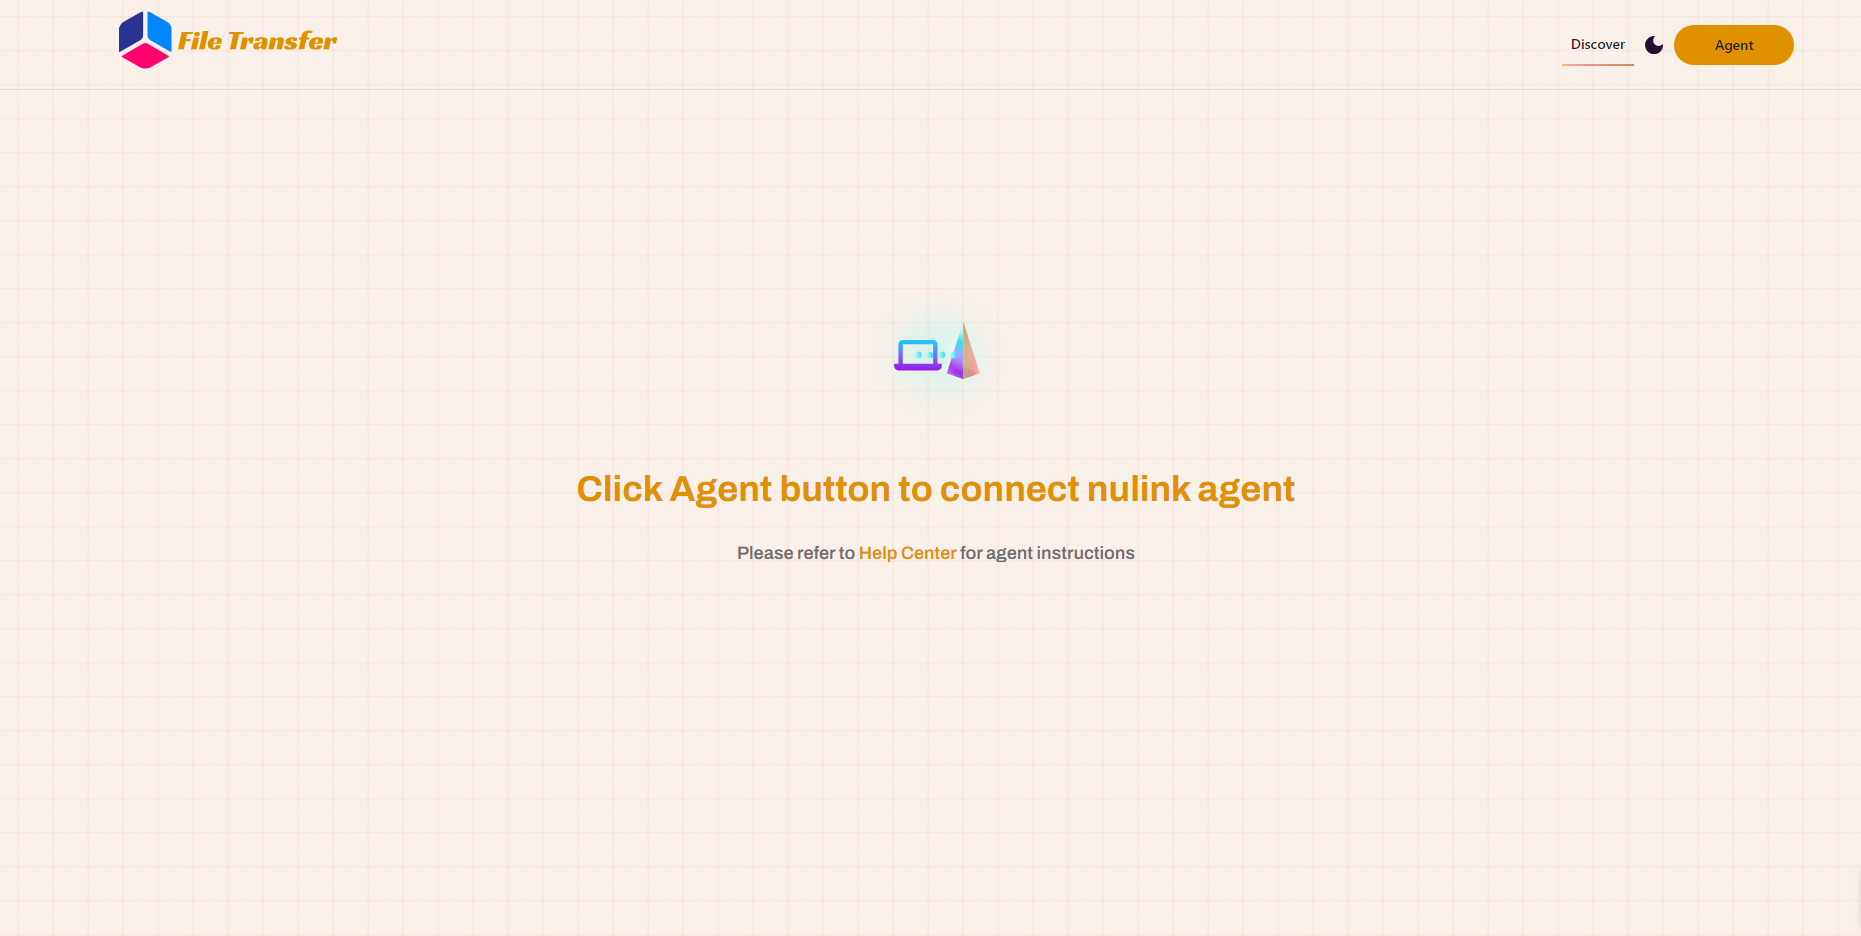 File Transfer
Discover
Agent
Click Agent button to connect nulink agent
Please refer to Help Center for agent instructions